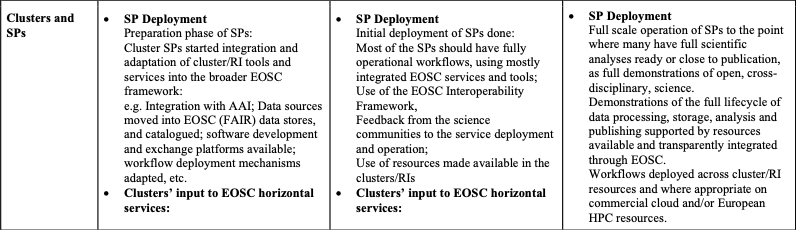 Clusters and
SPs
• SP Deployment
Preparation phase of SPs:
Cluster SPs started integration and
adaptation of cluster/RI tools and
services into the broader EOSC
framework:
e.g. Integration with AAI; Data sources
moved into EOSC (FAIR) data stores,
and catalogued; software development
and exchange platforms available;
workflow deployment mechanisms
adapted, etc.
• Clusters’ input to EOSC horizontal
services:
• SP Deployment
Initial deployment of SPs done:
Most of the SPs should have fully
operational workflows, using mostly
integrated EOSC services and tools;
Use of the EOSC Interoperability
Framework,
Feedback from the science
communities to the service deployment
and operation;
Use of resources made available in the
clusters/RIs
• Clusters’ input to EOSC horizontal
services:
• SP Deployment
Full scale operation of SPs to the point
where many have full scientific
analyses ready or close to publication,
as full demonstrations of open, cross-
disciplinary, science.
Demonstrations of the full lifecycle of
data processing, storage, analysis and
publishing supported by resources
available and transparently integrated
through EOSC.
Workflows deployed across cluster/RI
resources and where appropriate on
commercial cloud and/or European
HPC resources.